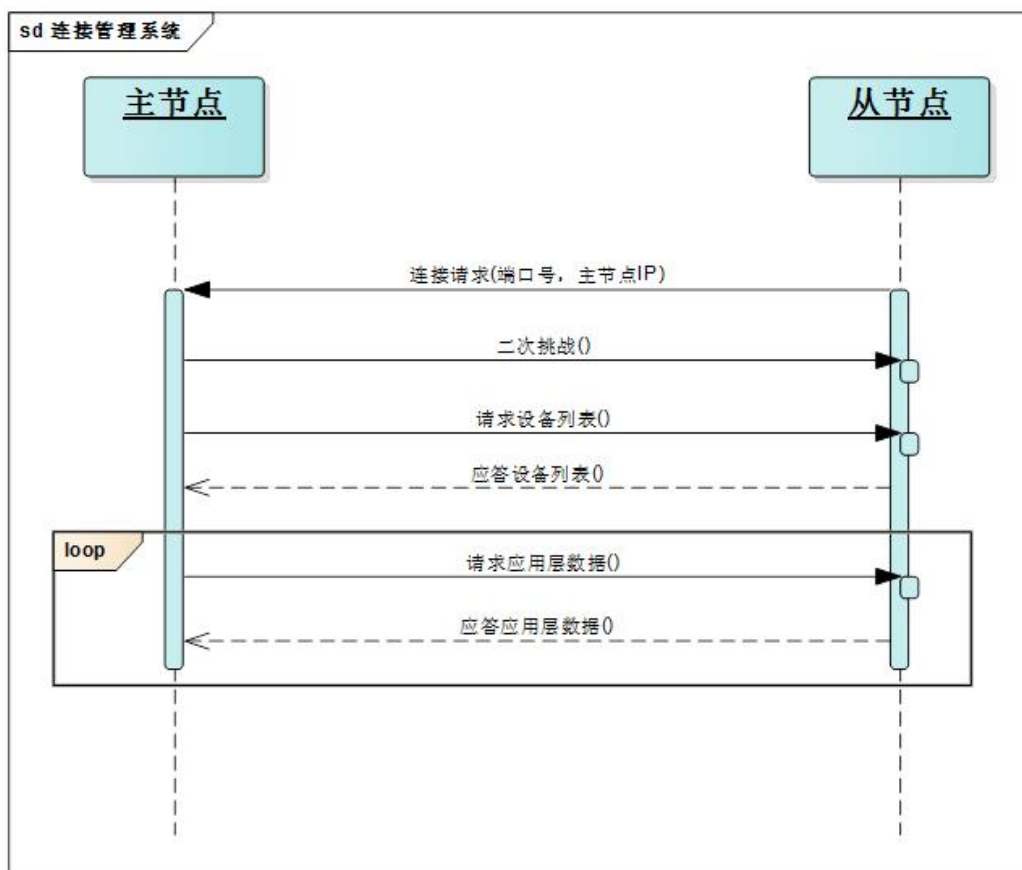 sd 连接管理系统
主节点
从节点
连接请求(端口号，主节点IP)
二次挑战()
请求设备列表()
应答设备列表()
loop
请求应用层数据()
应答应用层数据()